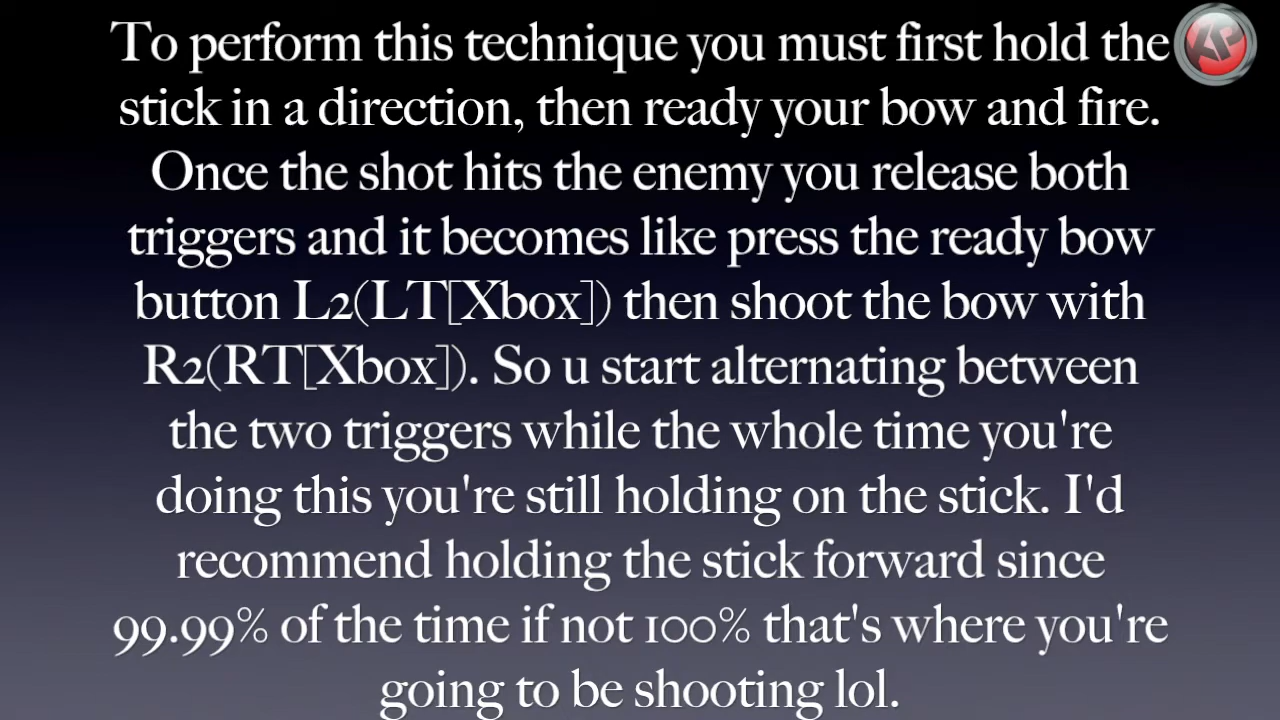 To perform this technique you must first hold the
stick in a direction, then ready your bow and fire.
Once the shot hits the enemy you release both
triggers and it becomes like press the ready bow
button L2(LT[Xbox]) then shoot the bow with
R2(RT[Xbox]). So u start alternating between
the two triggers while the whole time you're
doing this you're still holding on the stick. I'd
recommend holding the stick forward since
99.99% of the time if not 100% that's where you're
going to be shooting lol.